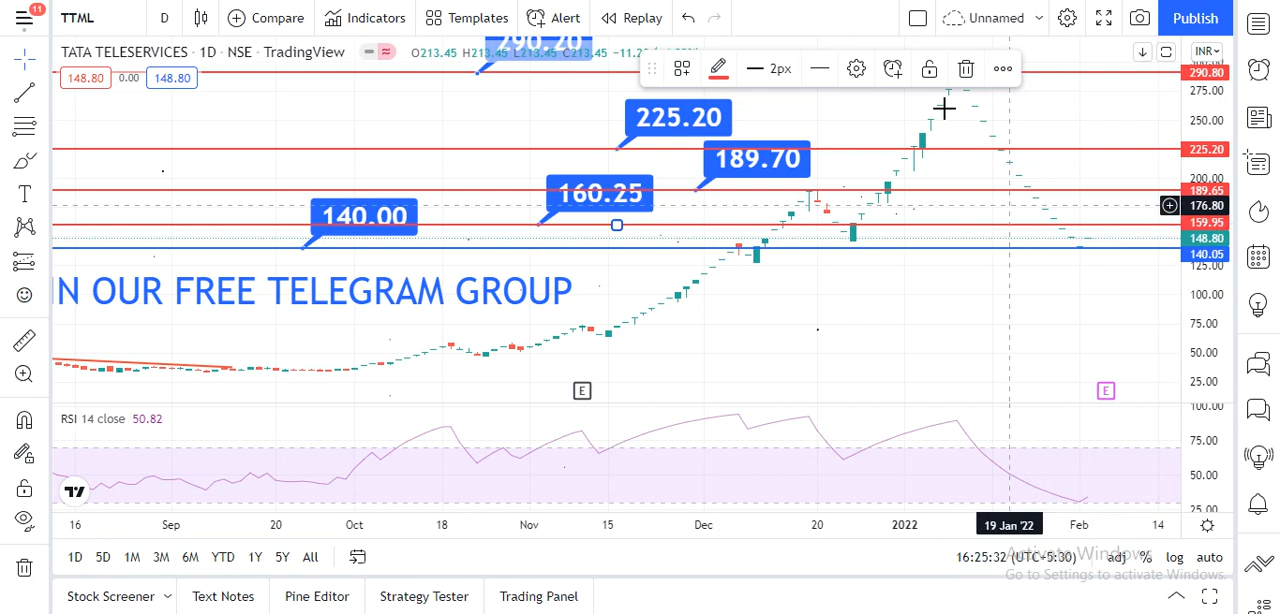 11
TTML D Compare Indicators Templates Alert Replay Unnamed Publish
TATA TELESERVICES · 1D · NSE · TradingView O213.45 H213.45 L213.45 C213.45 INR
148.80 0.00 148.80
2px
290.20
290.80
275.00
250.00
225.20
225.20
200.00
189.70
189.65
176.80
160.25
159.95
140.00
148.80
140.05
125.00
IN OUR FREE TELEGRAM GROUP
100.00
75.00
50.00
25.00
E E
RSI 14 close 50.82
100.00
75.00
50.00
25.00
16 Sep 20 Oct 18 Nov 15 Dec 20 2022 19 Jan '22 Feb 14
1D 5D 1M 3M 6M YTD 1Y 5Y All 16:25:32 (UTC+5:30) adj % log auto
Activate Windows
Go to Settings to activate Windows.
Stock Screener Text Notes Pine Editor Strategy Tester Trading Panel